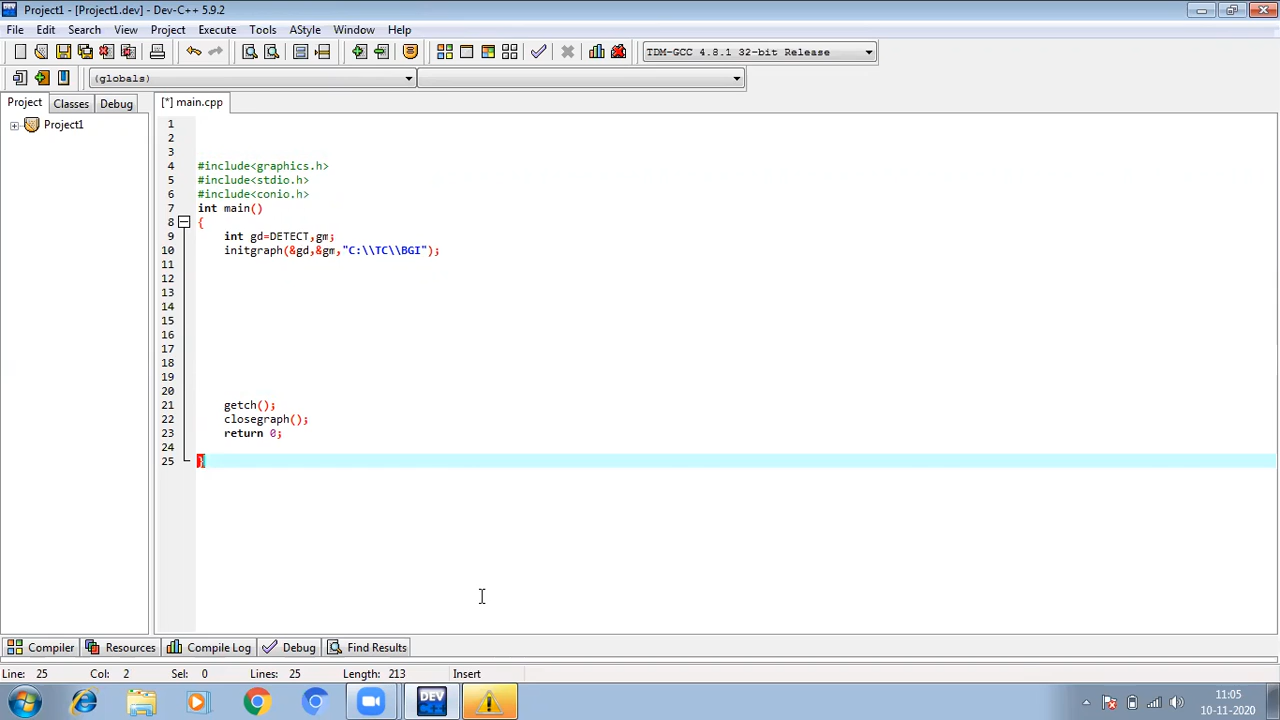 Project1 - [Project1.dev] - Dev-C++ 5.9.2
File Edit Search View Project Execute Tools AStyle Window Help
TDM-GCC 4.8.1 32-bit Release
(globals)
Project Classes Debug
[*] main.cpp
Project1
1
2
3
4 #include<graphics.h>
5 #include<stdio.h>
6 #include<conio.h>
7 int main()
8 {
9 int gd=DETECT,gm;
10 initgraph(&gd,&gm,"C:\\TC\\BGI");
11
12
13
14
15
16
17
18
19
20
21 getch();
22 closegraph();
23 return 0;
24
25 }
Compiler Resources Compile Log Debug Find Results
Line: 25 Col: 2 Sel: 0 Lines: 25 Length: 213 Insert
DEV
11:05
10-11-2020